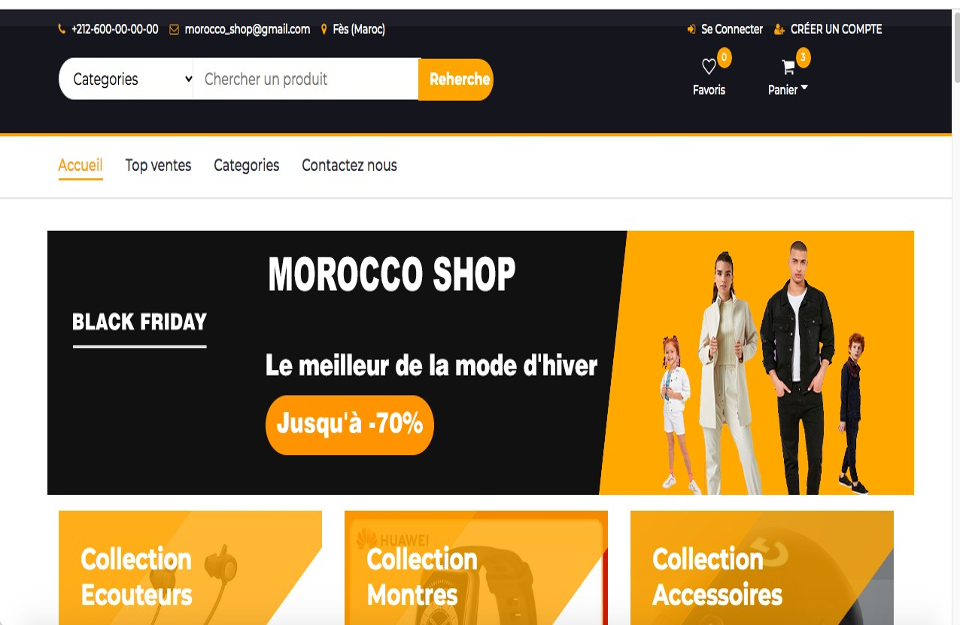 +212-600-00-00-00 morocco_shop@gmail.com Fès (Maroc) Se Connecter CRÉER UN COMPTE
0 3
Categories Chercher un produit Reherche
Favoris Panier
Accueil Top ventes Categories Contactez nous
MOROCCO SHOP
BLACK FRIDAY
Le meilleur de la mode d'hiver
Jusqu'à -70%
HUAWEI
Collection Ecouteurs
Collection Montres
Collection Accessoires